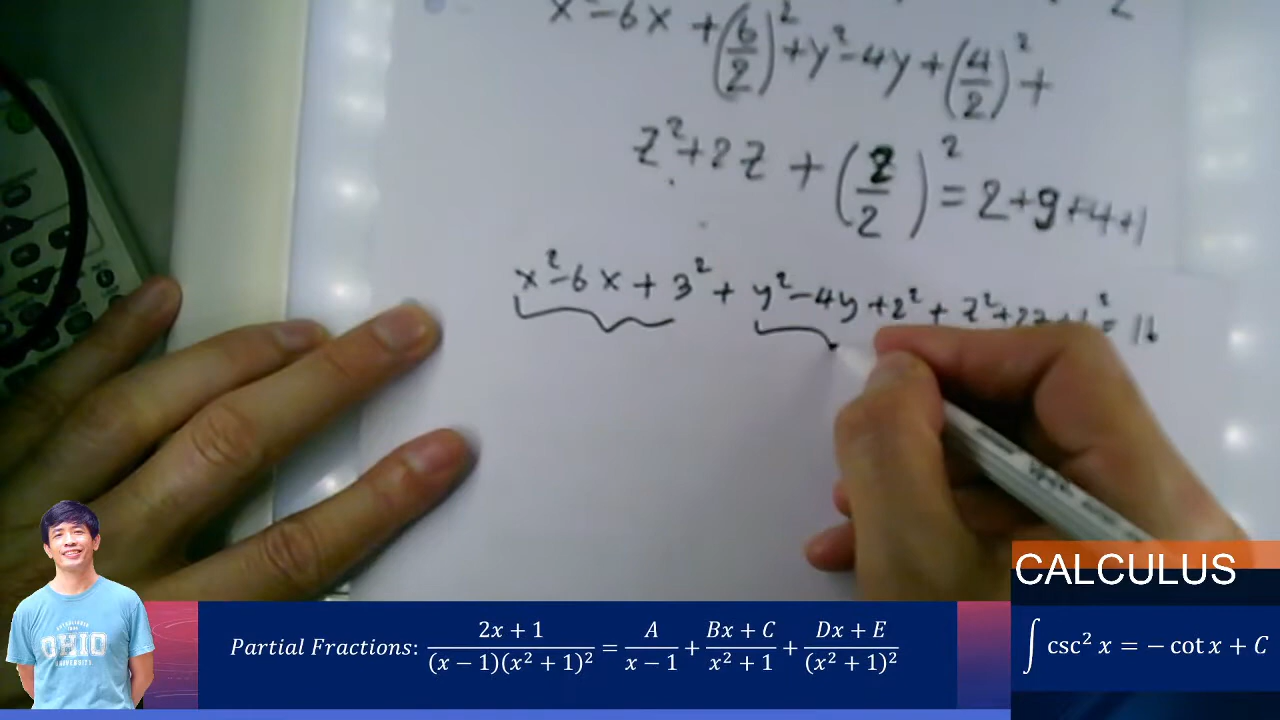 x²-6x+(6/2)²+y²-4y+(4/2)²+
z²+2z+(2/2)²=2+9+4+1
x²-6x+3²+y²-4y+2²+z²+2z+1²=16
OHIO
Partial Fractions: (2x+1)/((x-1)(x²+1)²)=A/(x-1)+(Bx+C)/(x²+1)+(Dx+E)/(x²+1)²
CALCULUS
∫csc² x = -cot x + C